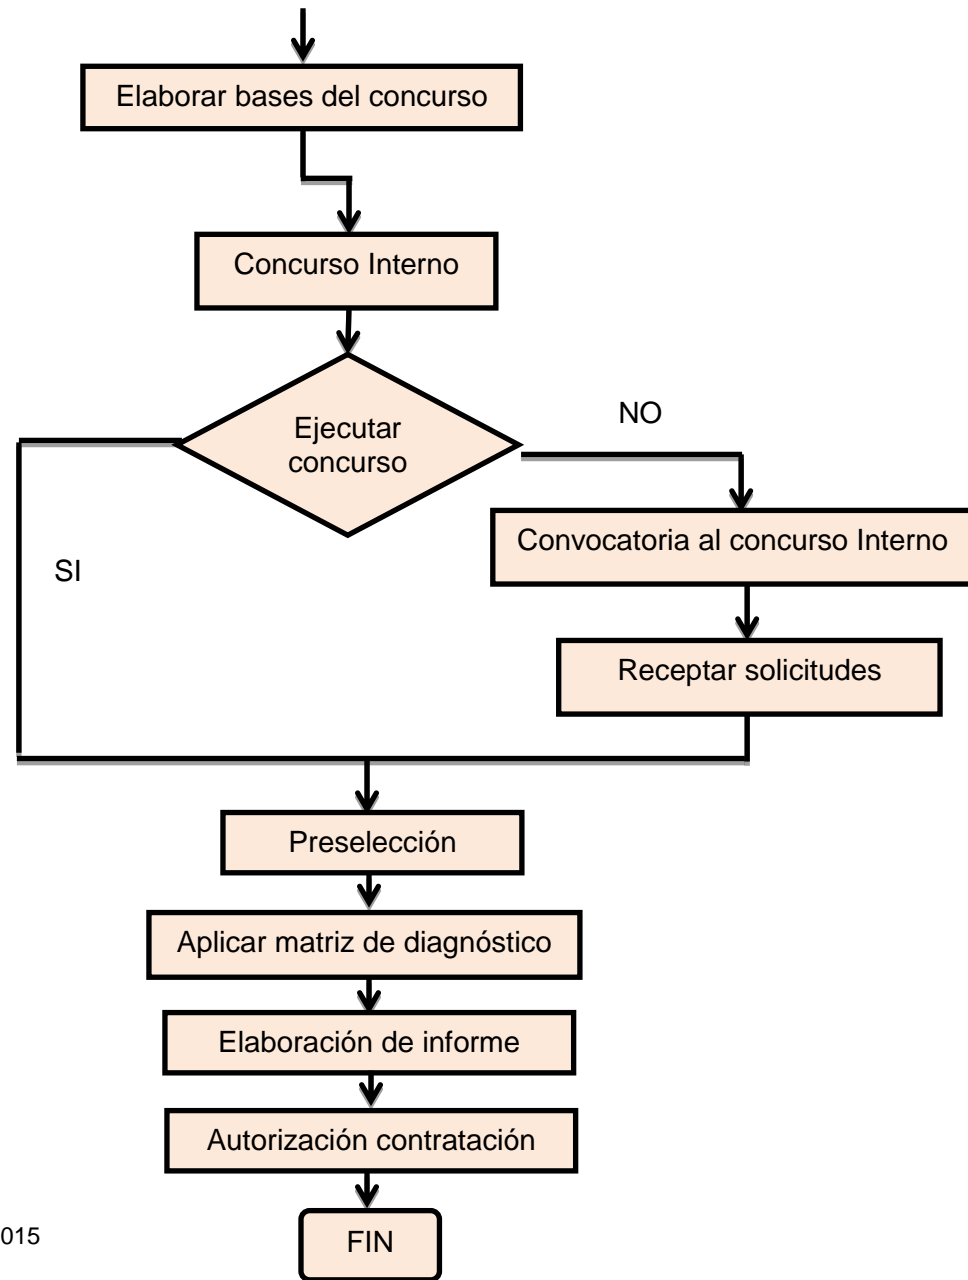 Elaborar bases del concurso
Concurso Interno
Ejecutar
concurso
NO
Convocatoria al concurso Interno
SI
Receptar solicitudes
Preselección
Aplicar matriz de diagnóstico
Elaboración de informe
Autorización contratación
FIN
015